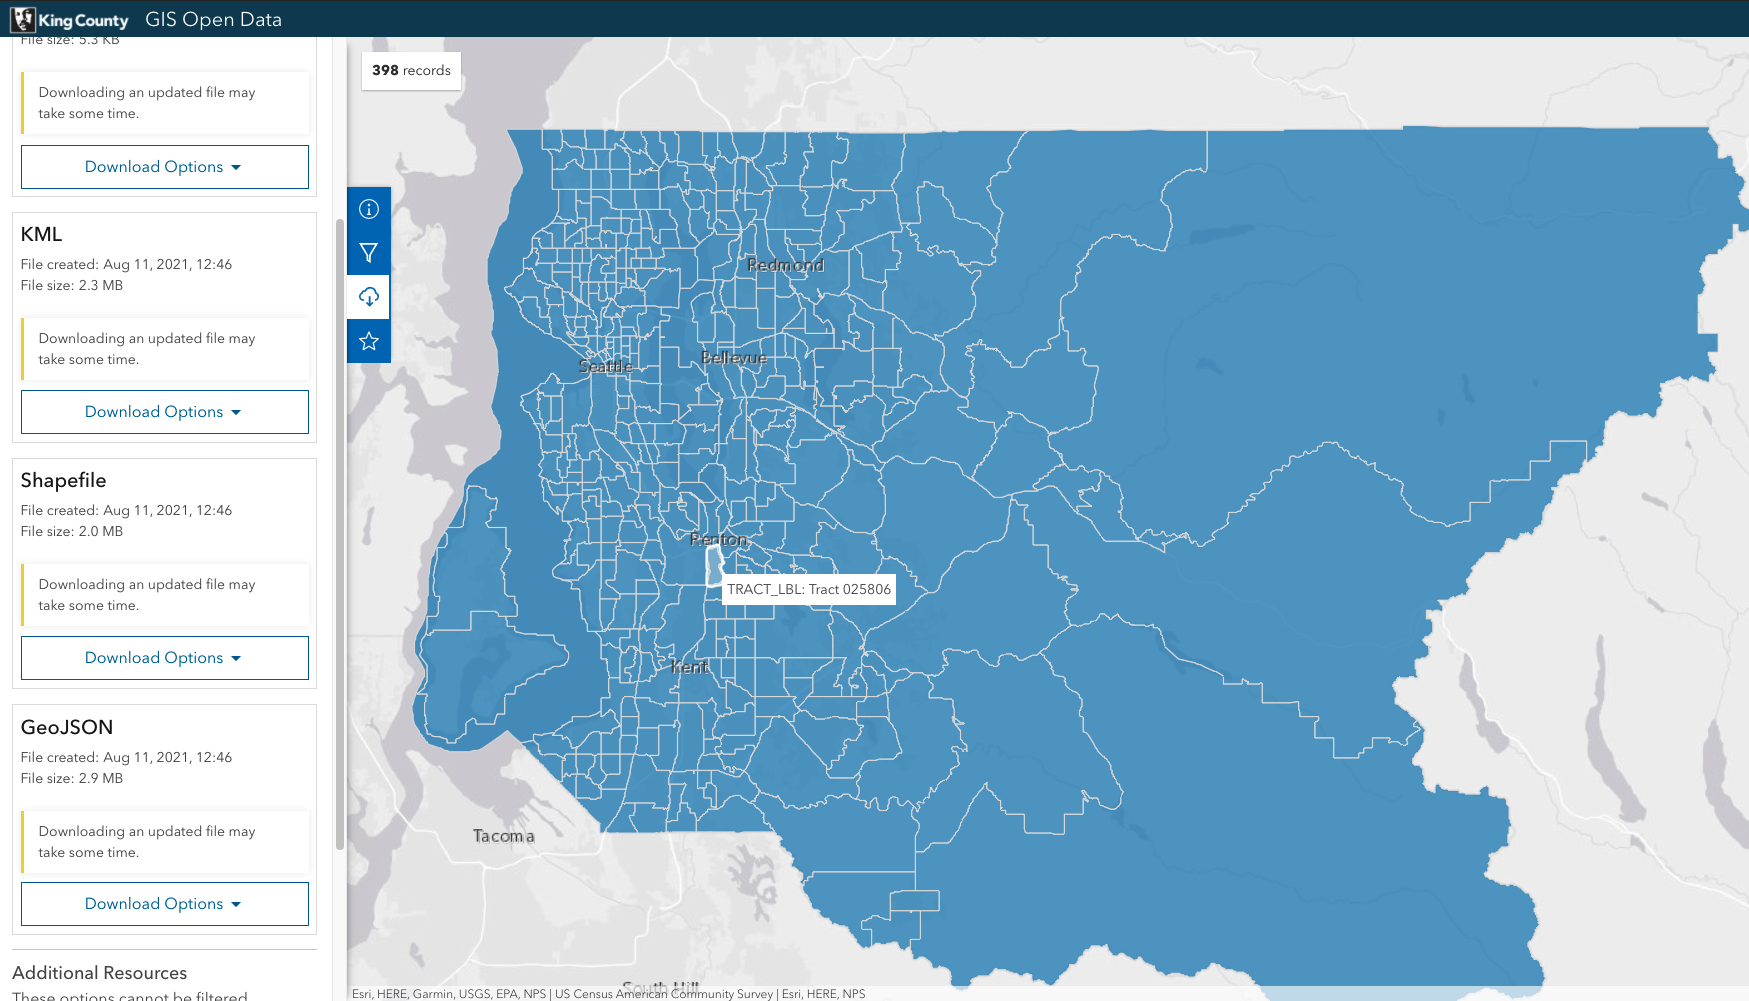 King County GIS Open Data
File size: 5.3 KB
Downloading an updated file may
take some time.
Download Options
KML
File created: Aug 11, 2021, 12:46
File size: 2.3 MB
Downloading an updated file may
take some time.
Download Options
Shapefile
File created: Aug 11, 2021, 12:46
File size: 2.0 MB
Downloading an updated file may
take some time.
Download Options
GeoJSON
File created: Aug 11, 2021, 12:46
File size: 2.9 MB
Downloading an updated file may
take some time.
Download Options
Additional Resources
These options cannot be filtered
398 records
Redmond
Bellevue
Seattle
Renton
TRACT_LBL: Tract 025806
Kent
Tacoma
South Hill
Esri, HERE, Garmin, USGS, EPA, NPS | US Census American Community Survey | Esri, HERE, NPS